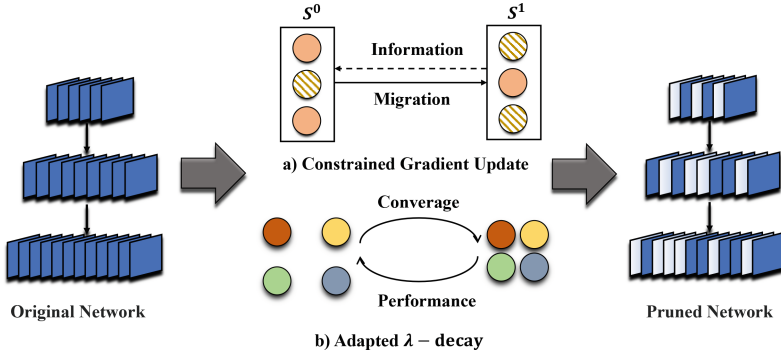 S⁰ S¹
Information
Migration
a) Constrained Gradient Update
Converage
Performance
Original Network
Pruned Network
b) Adapted λ − decay